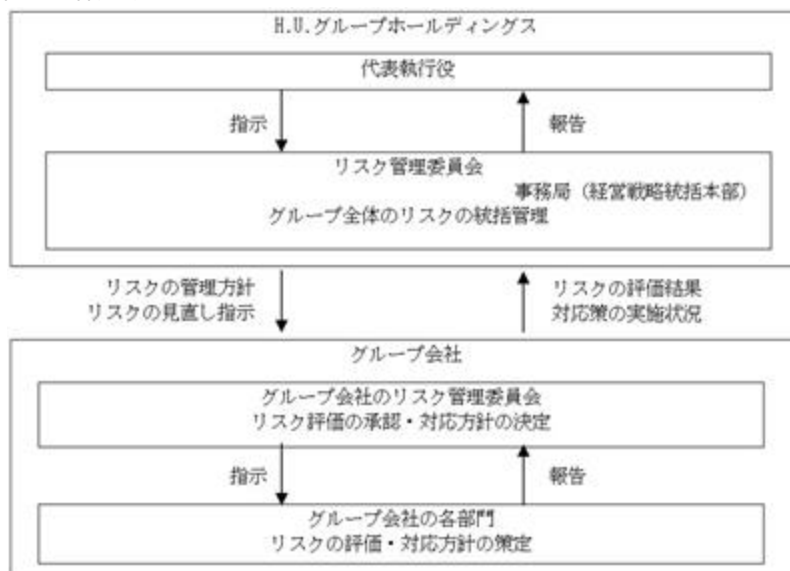 H.U.グループホールディングス
代表執行役
指示
報告
リスク管理委員会
事務局（経営戦略統括本部）
グループ全体のリスクの統括管理
リスクの管理方針
リスクの見直し指示
リスクの評価結果
対応策の実施状況
グループ会社
グループ会社のリスク管理委員会
リスク評価の承認・対応方針の決定
指示
報告
グループ会社の各部門
リスクの評価・対応方針の策定